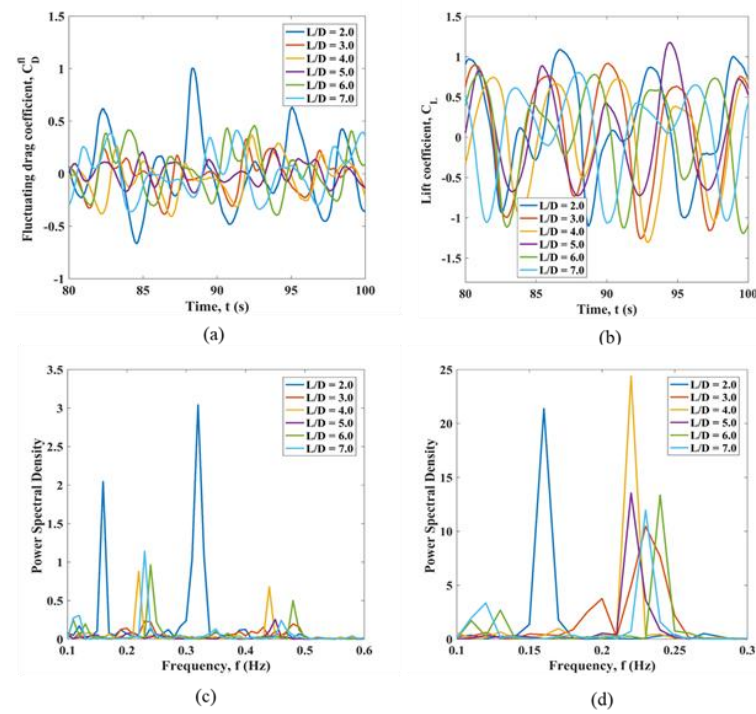 1.5
1
0.5
0
-0.5
-1
80 85 90 95 100
Fluctuating drag coefficient, C_D^fl
Time, t (s)
L/D = 2.0
L/D = 3.0
L/D = 4.0
L/D = 5.0
L/D = 6.0
L/D = 7.0
(a)
1.5
1
0.5
0
-0.5
-1
-1.5
80 85 90 95 100
Lift coefficient, C_L
Time, t (s)
L/D = 2.0
L/D = 3.0
L/D = 4.0
L/D = 5.0
L/D = 6.0
L/D = 7.0
(b)
3.5
3
2.5
2
1.5
1
0.5
0
0.1 0.2 0.3 0.4 0.5 0.6
Power Spectral Density
Frequency, f (Hz)
L/D = 2.0
L/D = 3.0
L/D = 4.0
L/D = 5.0
L/D = 6.0
L/D = 7.0
(c)
25
20
15
10
5
0
0.1 0.15 0.2 0.25 0.3
Power Spectral Density
Frequency, f (Hz)
L/D = 2.0
L/D = 3.0
L/D = 4.0
L/D = 5.0
L/D = 6.0
L/D = 7.0
(d)